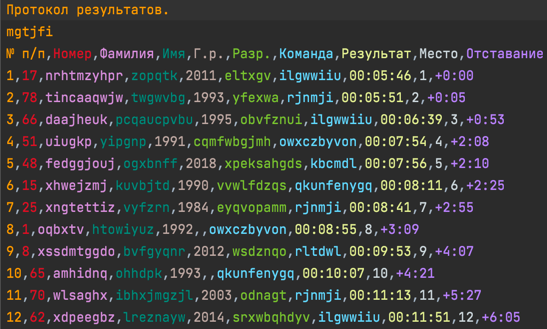 Протокол результатов.
mgtjfi
№ п/п,Номер,Фамилия,Имя,Г.р.,Разр.,Команда,Результат,Место,Отставание
1,17,nrhtmzyhpr,zopqtk,2011,eltxgv,ilgwwiiu,00:05:46,1,+0:00
2,78,tincaaqwjw,twgwvbg,1993,yfexwa,rjnmji,00:05:51,2,+0:05
3,66,daajheuk,pcqaucpvbu,1995,obvfznui,ilgwwiiu,00:06:39,3,+0:53
4,51,uiugkp,yipgnp,1991,cqmfwbgjmh,owxczbyvon,00:07:54,4,+2:08
5,48,fedggjouj,ogxbnff,2018,xpeksahgds,kbcmdl,00:07:56,5,+2:10
6,15,xhwejzmj,kuvbjtd,1990,vvwlfdzqs,qkunfenygq,00:08:11,6,+2:25
7,25,xngtettiz,vyfzrn,1984,eyqvopamm,rjnmji,00:08:41,7,+2:55
8,1,oqbxtv,htowiyuz,1992,,owxczbyvon,00:08:55,8,+3:09
9,8,xssdmtggdo,bvfgyqnr,2012,wsdznqo,rltdwl,00:09:53,9,+4:07
10,65,amhidnq,ohhdpk,1993,,qkunfenygq,00:10:07,10,+4:21
11,70,wlsaghx,ibhxjmgzjl,2003,odnagt,rjnmji,00:11:13,11,+5:27
12,62,xdpeegbz,lreznayw,2014,srxwbqhdyv,ilgwwiiu,00:11:51,12,+6:05